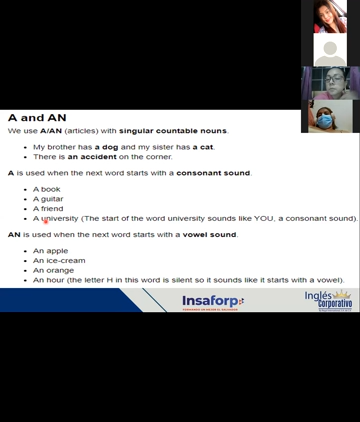 A and AN
We use A/AN (articles) with singular countable nouns.
• My brother has a dog and my sister has a cat.
• There is an accident on the corner.
A is used when the next word starts with a consonant sound.
• A book
• A guitar
• A friend
• A university (The start of the word university sounds like YOU, a consonant sound).
AN is used when the next word starts with a vowel sound.
• An apple
• An ice-cream
• An orange
• An hour (the letter H in this word is silent so it sounds like it starts with a vowel).
Insaforp
Inglés
Corporativo